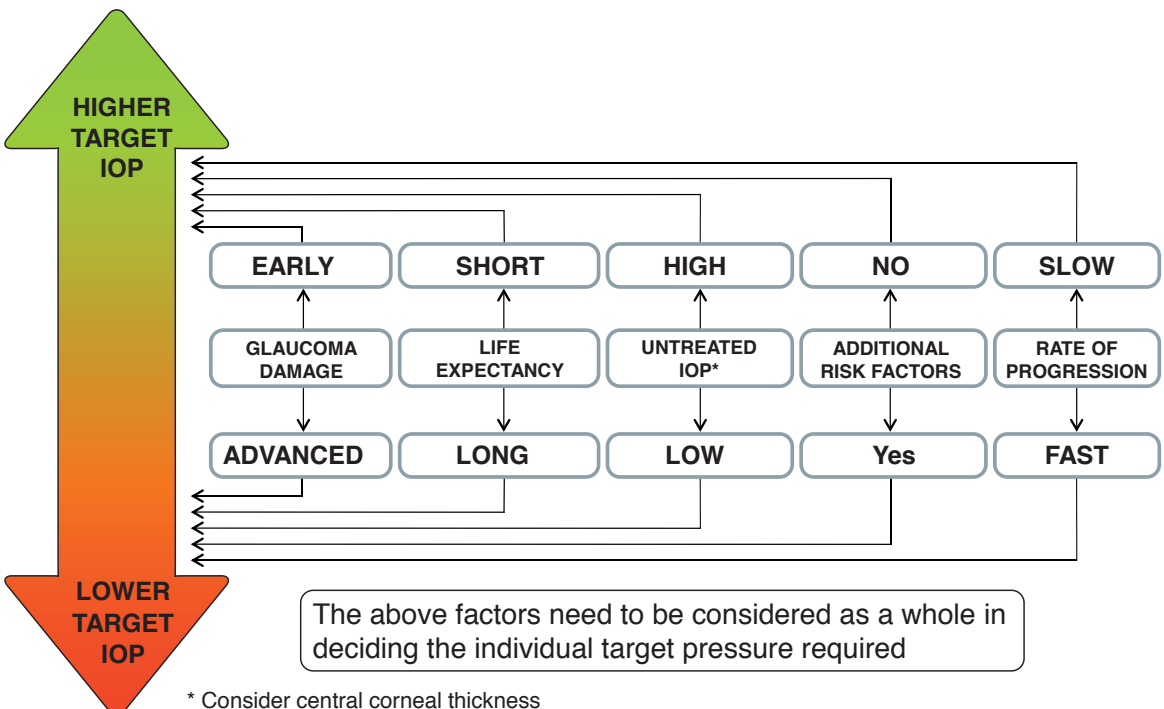 HIGHER
TARGET
IOP
EARLY
SHORT
HIGH
NO
SLOW
GLAUCOMA
DAMAGE
LIFE
EXPECTANCY
UNTREATED
IOP*
ADDITIONAL
RISK FACTORS
RATE OF
PROGRESSION
ADVANCED
LONG
LOW
Yes
FAST
LOWER
TARGET
IOP
The above factors need to be considered as a whole in
deciding the individual target pressure required
* Consider central corneal thickness